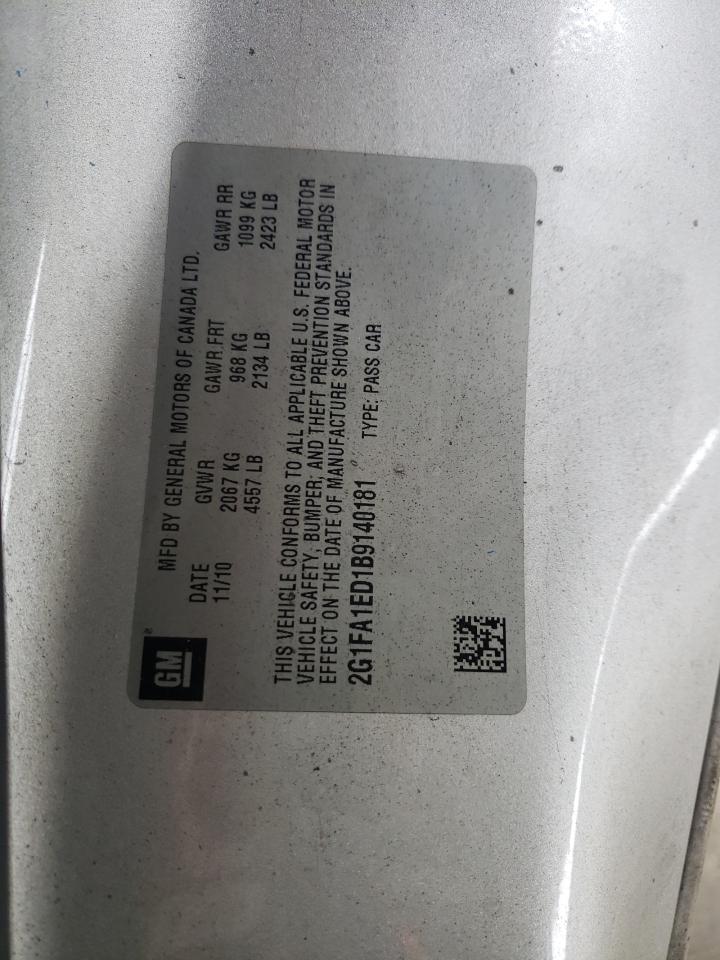 GM
MFD BY GENERAL MOTORS OF CANADA LTD.
DATE GVWR GAWR FRT GAWR RR
11/10 2067 KG 968 KG 1099 KG
4557 LB 2134 LB 2423 LB
THIS VEHICLE CONFORMS TO ALL APPLICABLE U.S. FEDERAL MOTOR
VEHICLE SAFETY, BUMPER, AND THEFT PREVENTION STANDARDS IN
EFFECT ON THE DATE OF MANUFACTURE SHOWN ABOVE.
2G1FA1ED1B9140181 TYPE: PASS CAR